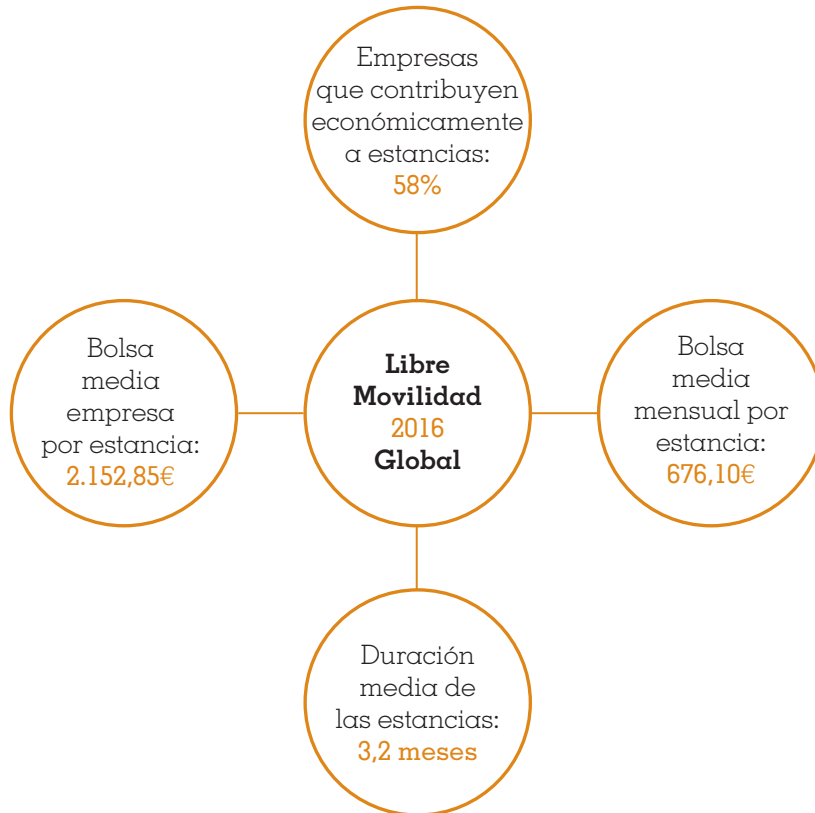 Empresas
que contribuyen
económicamente
a estancias:
58%
Bolsa
media
empresa
por estancia:
2.152,85€
Libre
Movilidad
2016
Global
Bolsa
media
mensual por
estancia:
676,10€
Duración
media de
las estancias:
3,2 meses